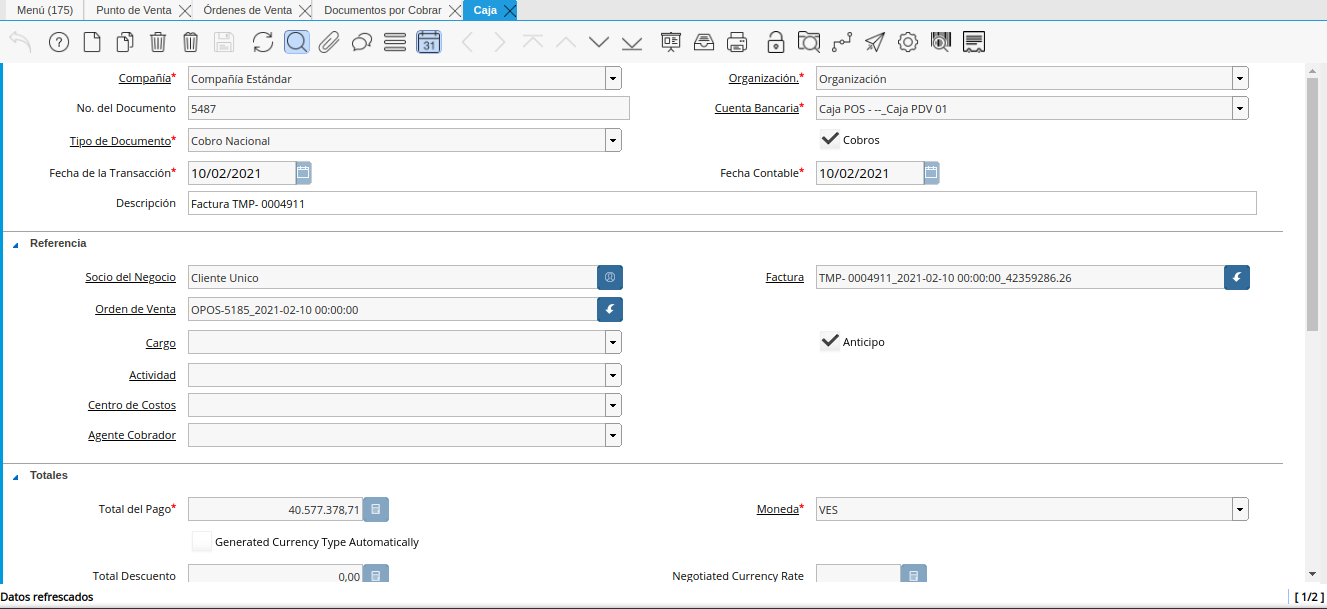 Menú (175) Punto de Venta Órdenes de Venta Documentos por Cobrar Caja
31
Compañía* Compañía Estándar Organización.* Organización
No. del Documento 5487 Cuenta Bancaria* Caja POS - --_Caja PDV 01
Tipo de Documento* Cobro Nacional Cobros
Fecha de la Transacción* 10/02/2021 Fecha Contable* 10/02/2021
Descripción Factura TMP- 0004911
Referencia
Socio del Negocio Cliente Unico Factura TMP- 0004911_2021-02-10 00:00:00_42359286.26
Orden de Venta OPOS-5185_2021-02-10 00:00:00
Cargo Anticipo
Actividad
Centro de Costos
Agente Cobrador
Totales
Total del Pago* 40.577.378,71 Moneda* VES
Generated Currency Type Automatically
Total Descuento 0,00 Negotiated Currency Rate
Datos refrescados [ 1/2 ]